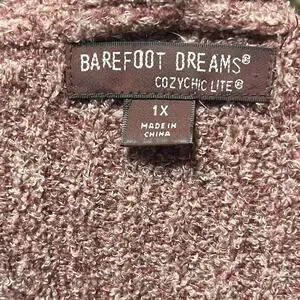 BAREFOOT DREAMS®
COZYCHIC LITE®
1X
MADE IN
CHINA